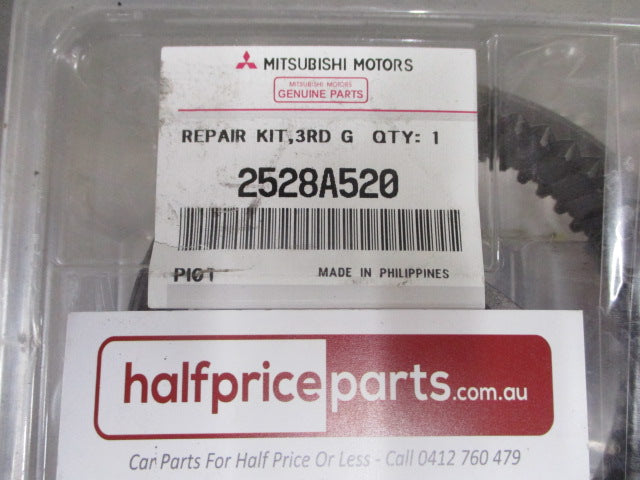 MITSUBISHI MOTORS
MITSUBISHI MOTORS
GENUINE PARTS
REPAIR KIT,3RD G QTY: 1
2528A520
PI01 MADE IN PHILIPPINES
halfpriceparts.com.au
Car Parts For Half Price Or Less - Call 0412 760 479